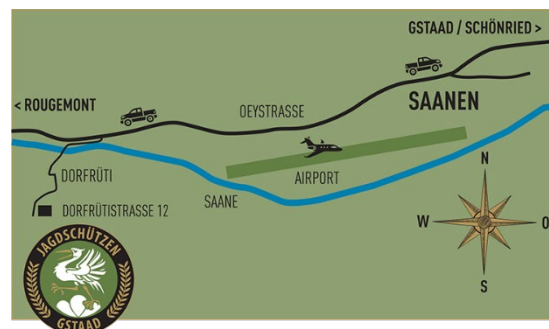 GSTAAD / SCHÖNRIED >
SAANEN
< ROUGEMONT
OEYSTRASSE
AIRPORT
DORFRÜTI
SAANE
DORFRÜTISTRASSE 12
N
W
O
S
JAGDSCHÜTZEN
GSTAAD